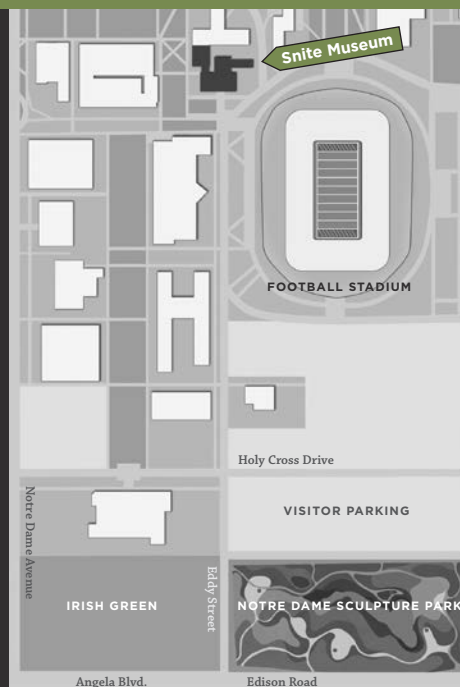 Snite Museum
FOOTBALL STADIUM
Holy Cross Drive
Notre Dame Avenue
VISITOR PARKING
Eddy Street
IRISH GREEN
NOTRE DAME SCULPTURE PARK
Angela Blvd.
Edison Road